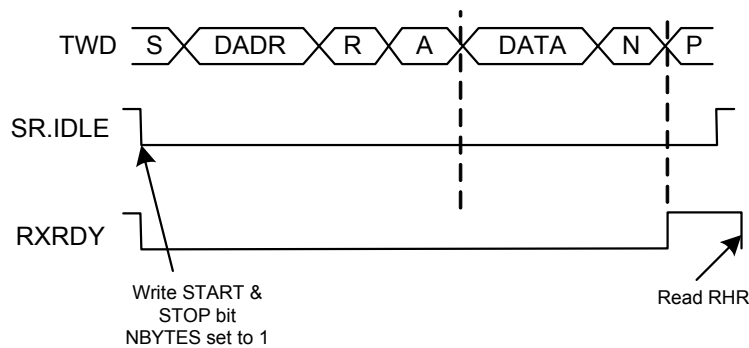 TWD S DADR R A DATA N P
SR.IDLE
RXRDY
Write START &
STOP bit
NBYTES set to 1
Read RHR